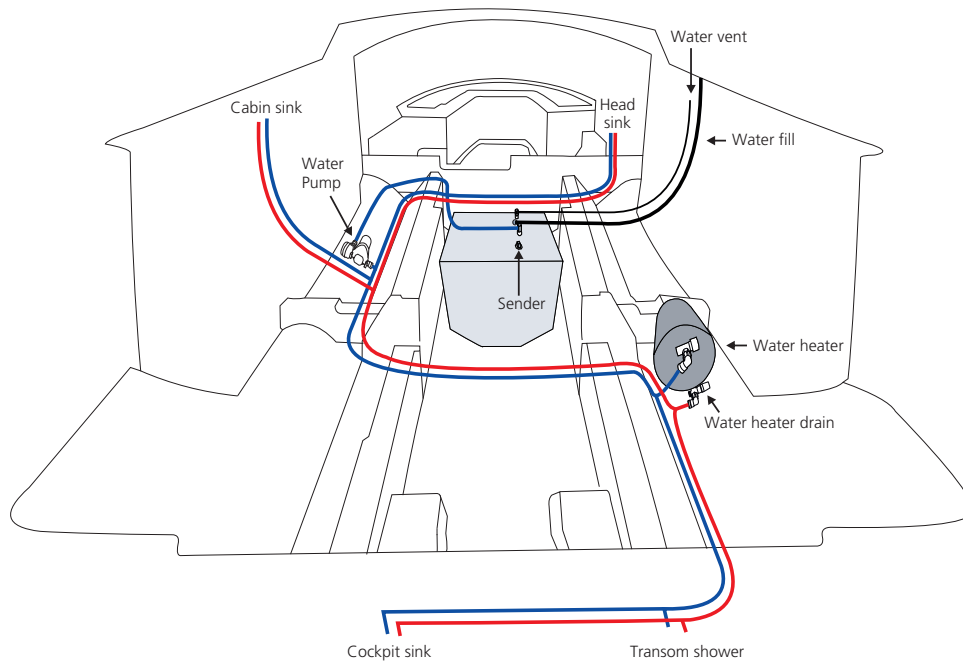 Water vent
Cabin sink
Head
sink
Water fill
Water
Pump
Sender
Water heater
Water heater drain
Cockpit sink
Transom shower